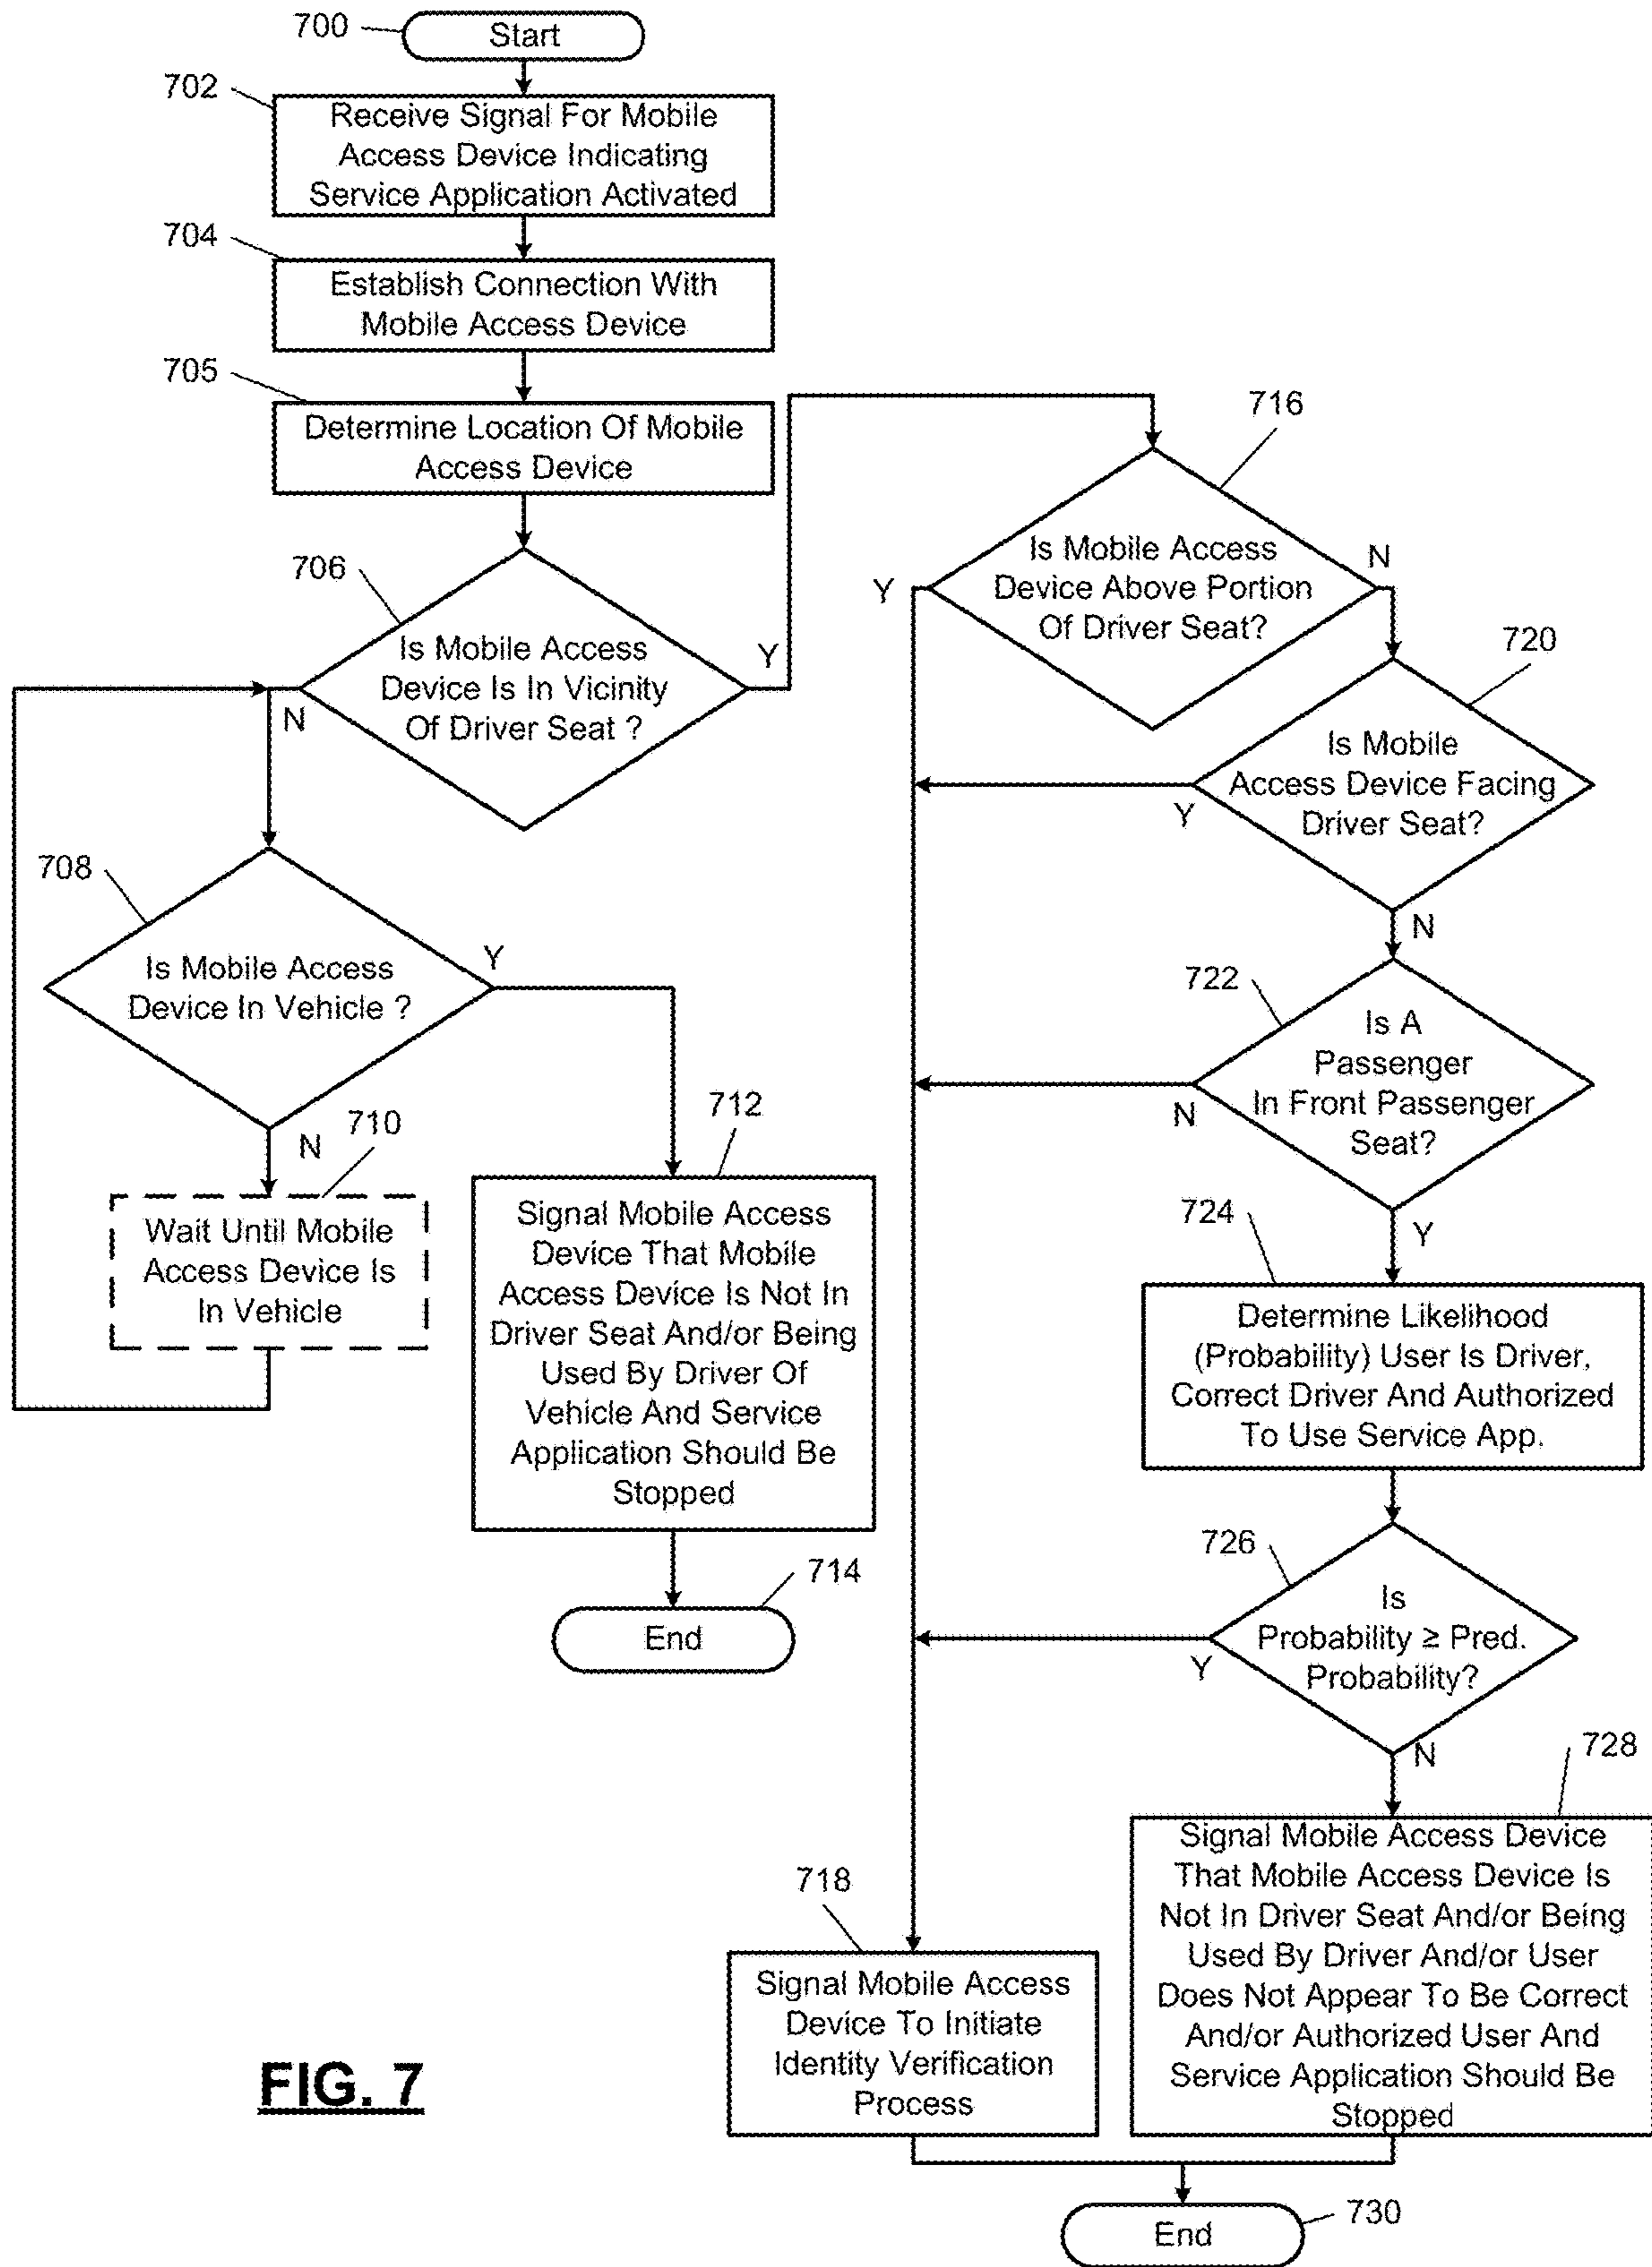 700
Start
702
Receive Signal For Mobile
Access Device Indicating
Service Application Activated
704
Establish Connection With
Mobile Access Device
705
Determine Location Of Mobile
Access Device
706
Is Mobile Access
Device Is In Vicinity
Of Driver Seat ?
Y
N
708
Is Mobile Access
Device In Vehicle ?
Y
N
710
Wait Until Mobile
Access Device Is
In Vehicle
712
Signal Mobile Access
Device That Mobile
Access Device Is Not In
Driver Seat And/or Being
Used By Driver Of
Vehicle And Service
Application Should Be
Stopped
714
End
716
Is Mobile Access
Device Above Portion
Of Driver Seat?
Y
N
720
Is Mobile
Access Device Facing
Driver Seat?
Y
N
722
Is A
Passenger
In Front Passenger
Seat?
N
Y
724
Determine Likelihood
(Probability) User Is Driver,
Correct Driver And Authorized
To Use Service App.
726
Is
Probability ≥ Pred.
Probability?
Y
N
728
Signal Mobile Access Device
That Mobile Access Device Is
Not In Driver Seat And/or Being
Used By Driver And/or User
Does Not Appear To Be Correct
And/or Authorized User And
Service Application Should Be
Stopped
718
Signal Mobile Access
Device To Initiate
Identity Verification
Process
730
End
FIG. 7